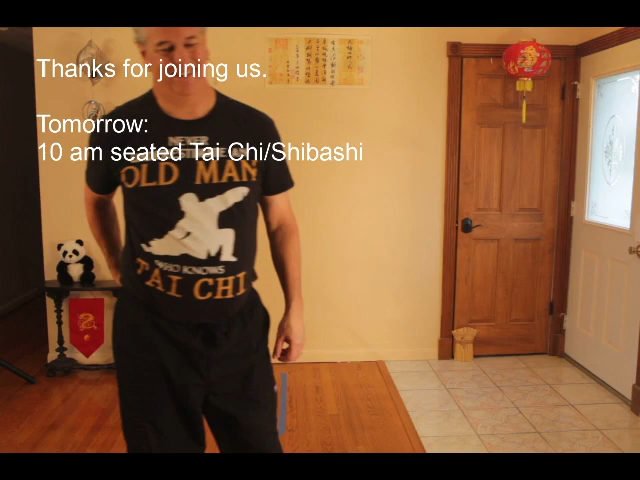 Thanks for joining us.
Tomorrow:
10 am seated Tai Chi/Shibashi
NEVER
OLD MAN
WHO KNOWS
TAI CHI